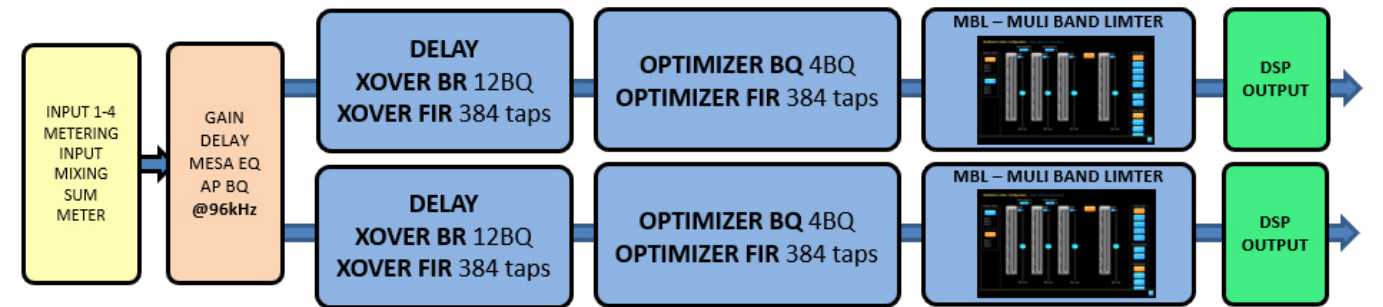 INPUT 1-4
METERING
INPUT
MIXING
SUM
METER
GAIN
DELAY
MESA EQ
AP BQ
@96kHz
DELAY
XOVER BR 12BQ
XOVER FIR 384 taps
OPTIMIZER BQ 4BQ
OPTIMIZER FIR 384 taps
MBL – MULI BAND LIMTER
DSP
OUTPUT
DELAY
XOVER BR 12BQ
XOVER FIR 384 taps
OPTIMIZER BQ 4BQ
OPTIMIZER FIR 384 taps
MBL – MULI BAND LIMTER
DSP
OUTPUT